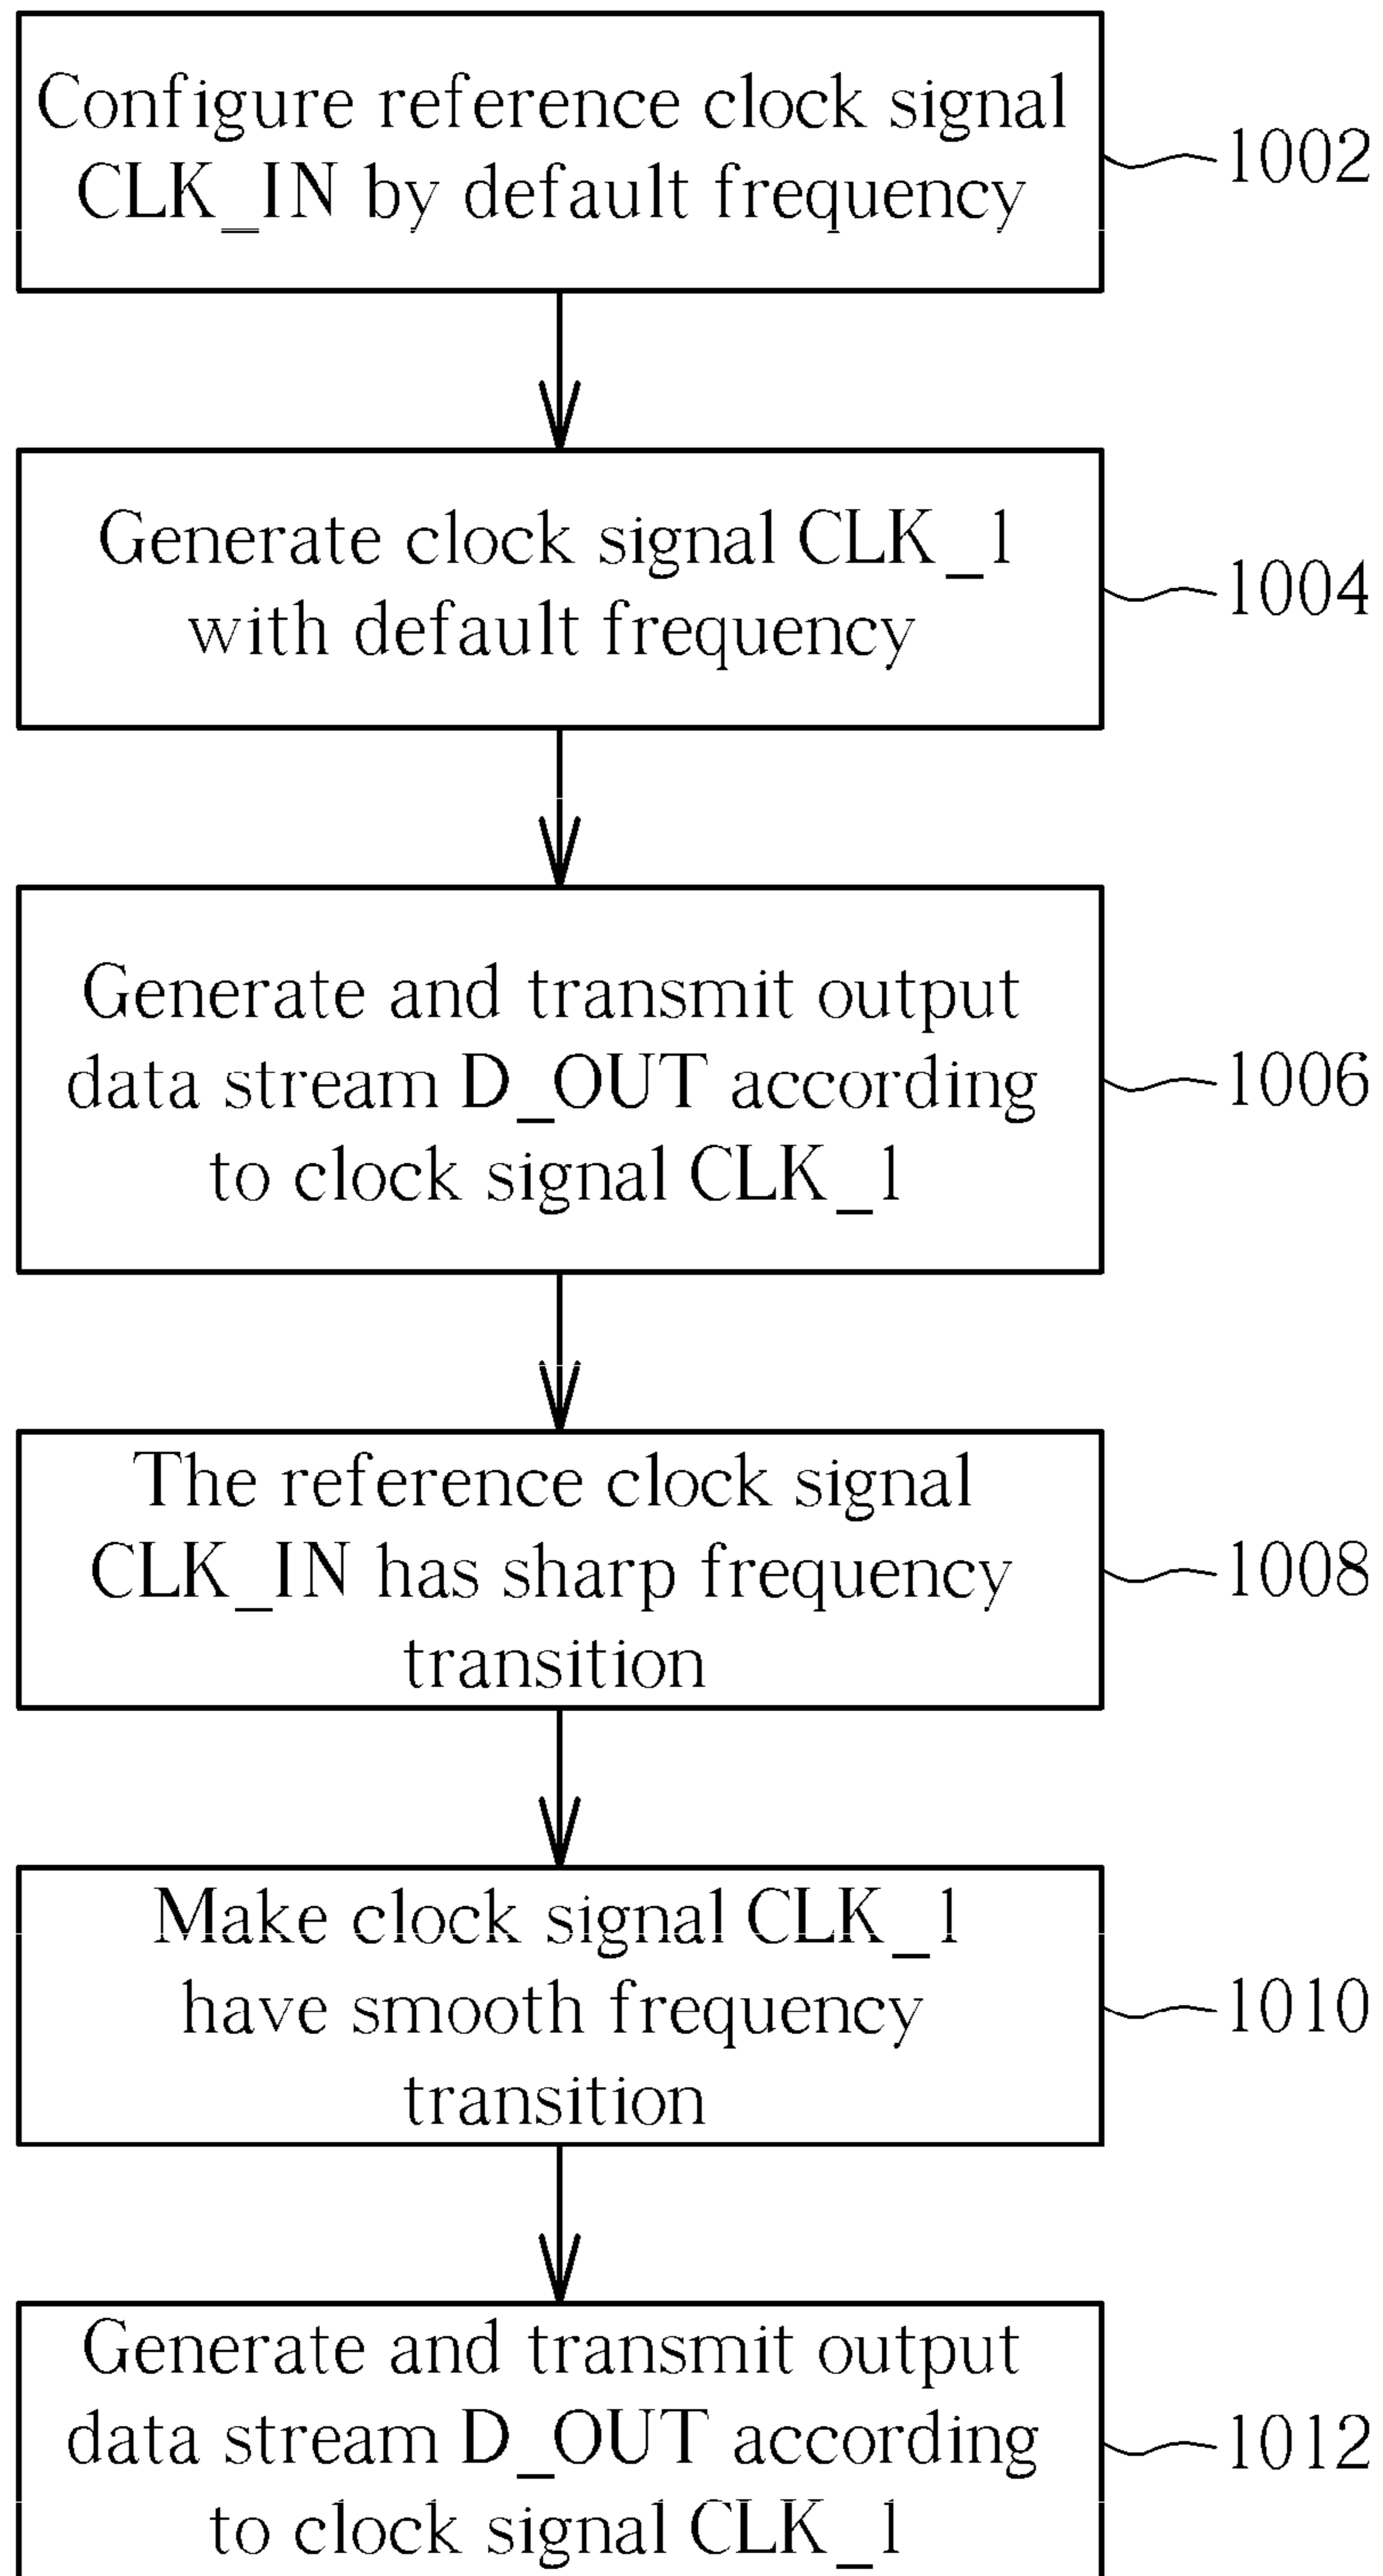 Configure reference clock signal
CLK_IN by default frequency
1002
Generate clock signal CLK_1
with default frequency
1004
Generate and transmit output
data stream D_OUT according
to clock signal CLK_1
1006
The reference clock signal
CLK_IN has sharp frequency
transition
1008
Make clock signal CLK_1
have smooth frequency
transition
1010
Generate and transmit output
data stream D_OUT according
to clock signal CLK_1
1012